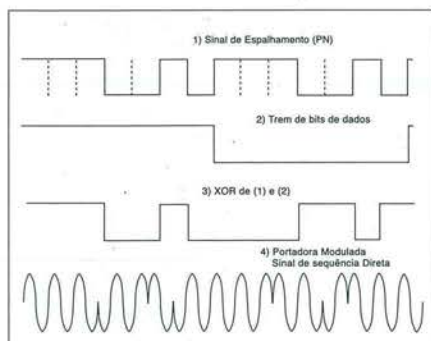 1) Sinal de Espalhamento (PN)
2) Trem de bits de dados
3) XOR de (1) e (2)
4) Portadora Modulada
Sinal de sequência Direta